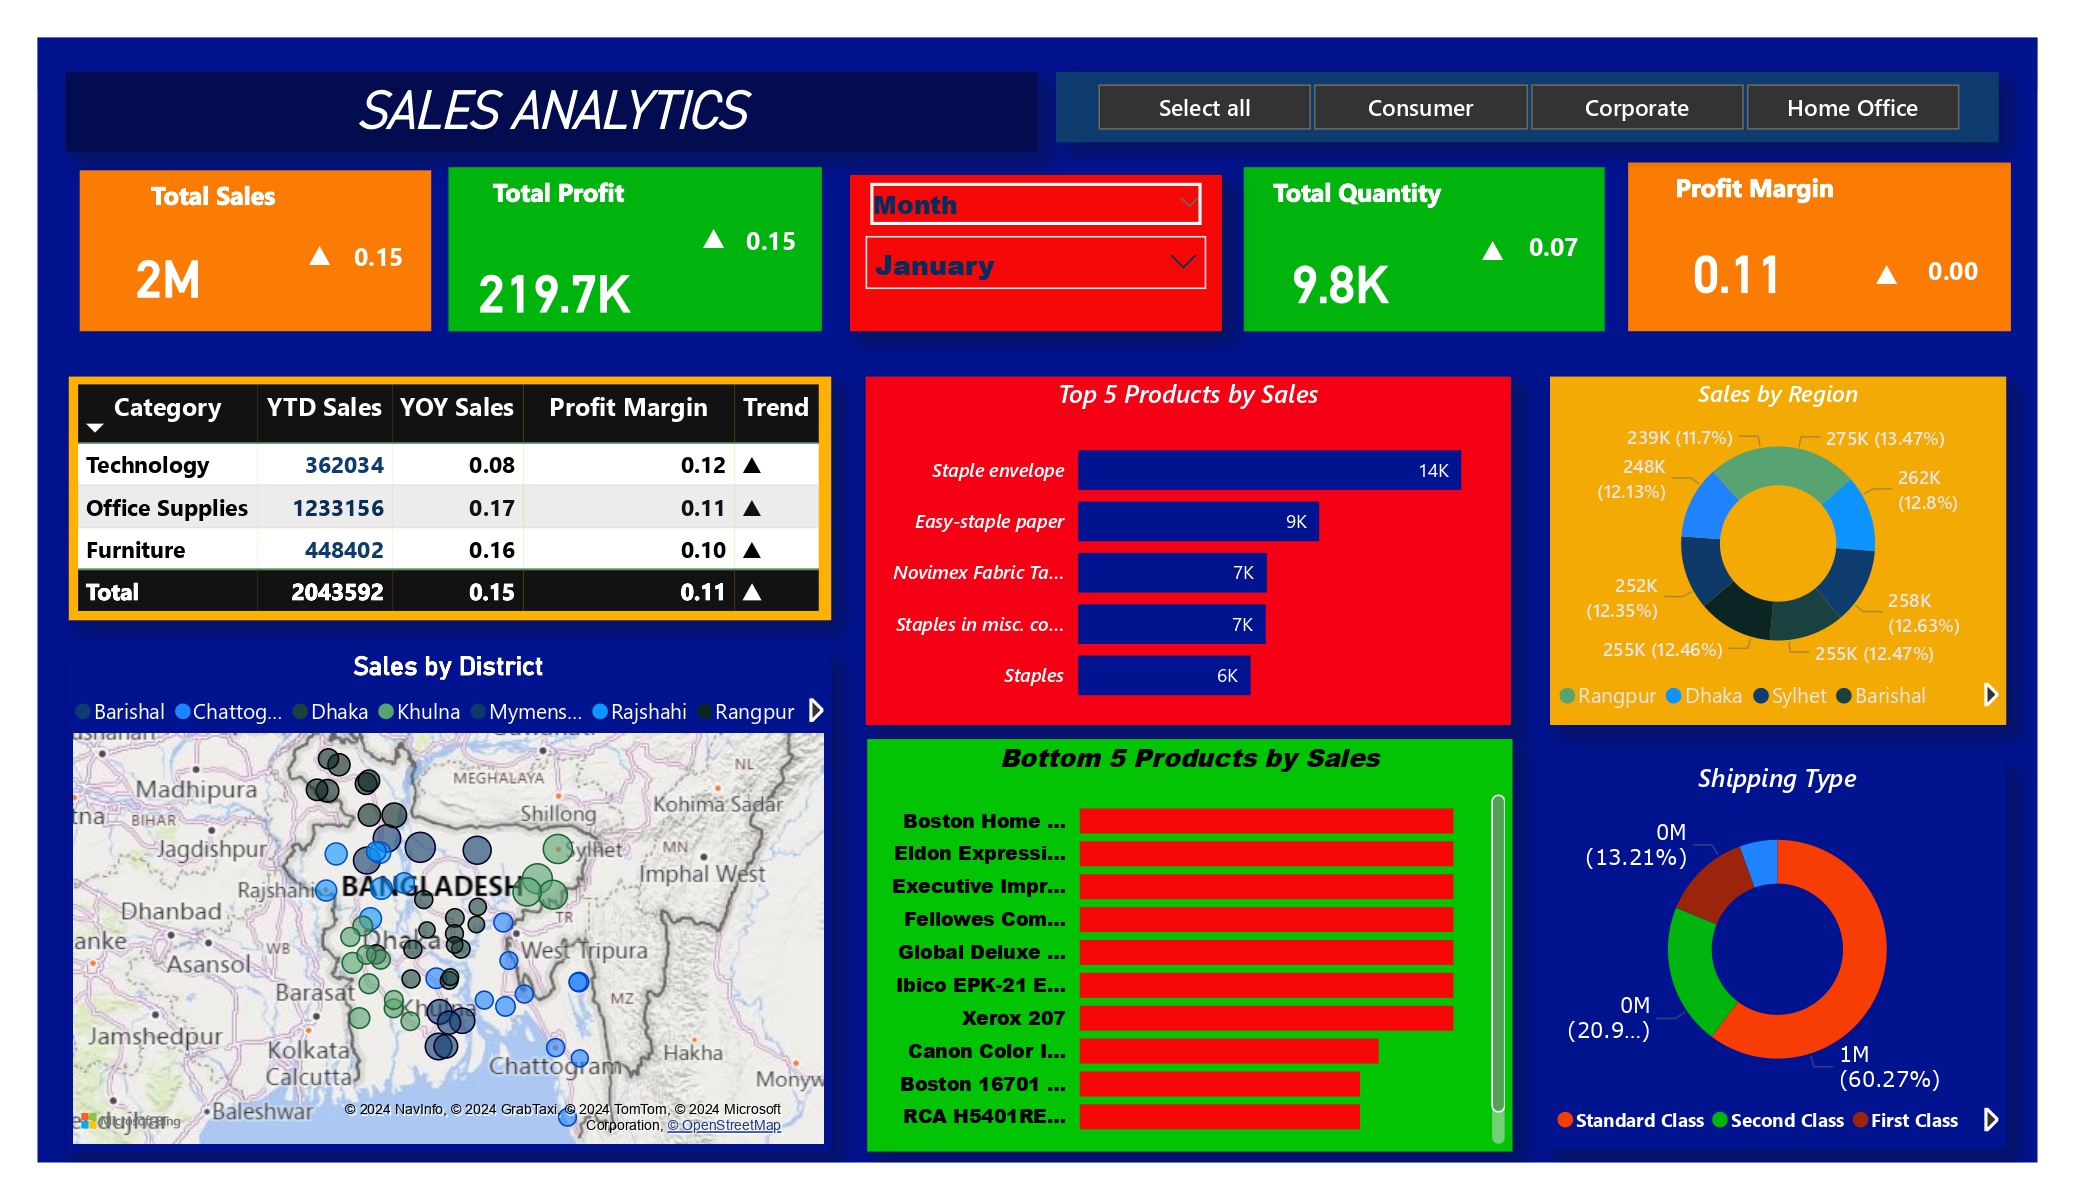 SALES ANALYTICS
Select all
Consumer
Corporate
Home Office
Total Sales
0.15
2M
Total Profit
0.15
219.7K
Month
January
Total Quantity
0.07
9.8K
Profit Margin
0.11
0.00
Category YTD Sales YOY Sales Profit Margin Trend
Technology 362034 0.08 0.12 ▲
Office Supplies 1233156 0.17 0.11 ▲
Furniture 448402 0.16 0.10 ▲
Total 2043592 0.15 0.11 ▲
Top 5 Products by Sales
Staple envelope 14K
Easy-staple paper 9K
Novimex Fabric Ta... 7K
Staples in misc. co... 7K
Staples 6K
Sales by Region
239K (11.7%)
275K (13.47%)
248K
(12.13%)
262K
(12.8%)
252K
(12.35%)
258K
(12.63%)
255K (12.46%)
255K (12.47%)
Rangpur Dhaka Sylhet Barishal
Sales by District
Barishal Chattog... Dhaka Khulna Mymens... Rajshahi Rangpur
MEGHALAYA
NL
Madhipura
Kohima Sadar
Shillong
tna
BIHAR
Jagdishpur
Sylhet
MN
Imphal West
Rajshahi
BANGLADESH
Dhanbad
TR
anke
Dhaka
WB
West Tripura
Asansol
Barasat
MZ
Khulna
Jamshedpur
Kolkata
Calcutta
Hakha
Chattogram
Monyw
Baleshwar
© 2024 NavInfo, © 2024 GrabTaxi, © 2024 TomTom, © 2024 Microsoft
Corporation, © OpenStreetMap
Bottom 5 Products by Sales
Boston Home ...
Eldon Expressi...
Executive Impr...
Fellowes Com...
Global Deluxe ...
Ibico EPK-21 E...
Xerox 207
Canon Color I...
Boston 16701 ...
RCA H5401RE...
Shipping Type
0M
(13.21%)
0M
(20.9...)
1M
(60.27%)
Standard Class Second Class First Class